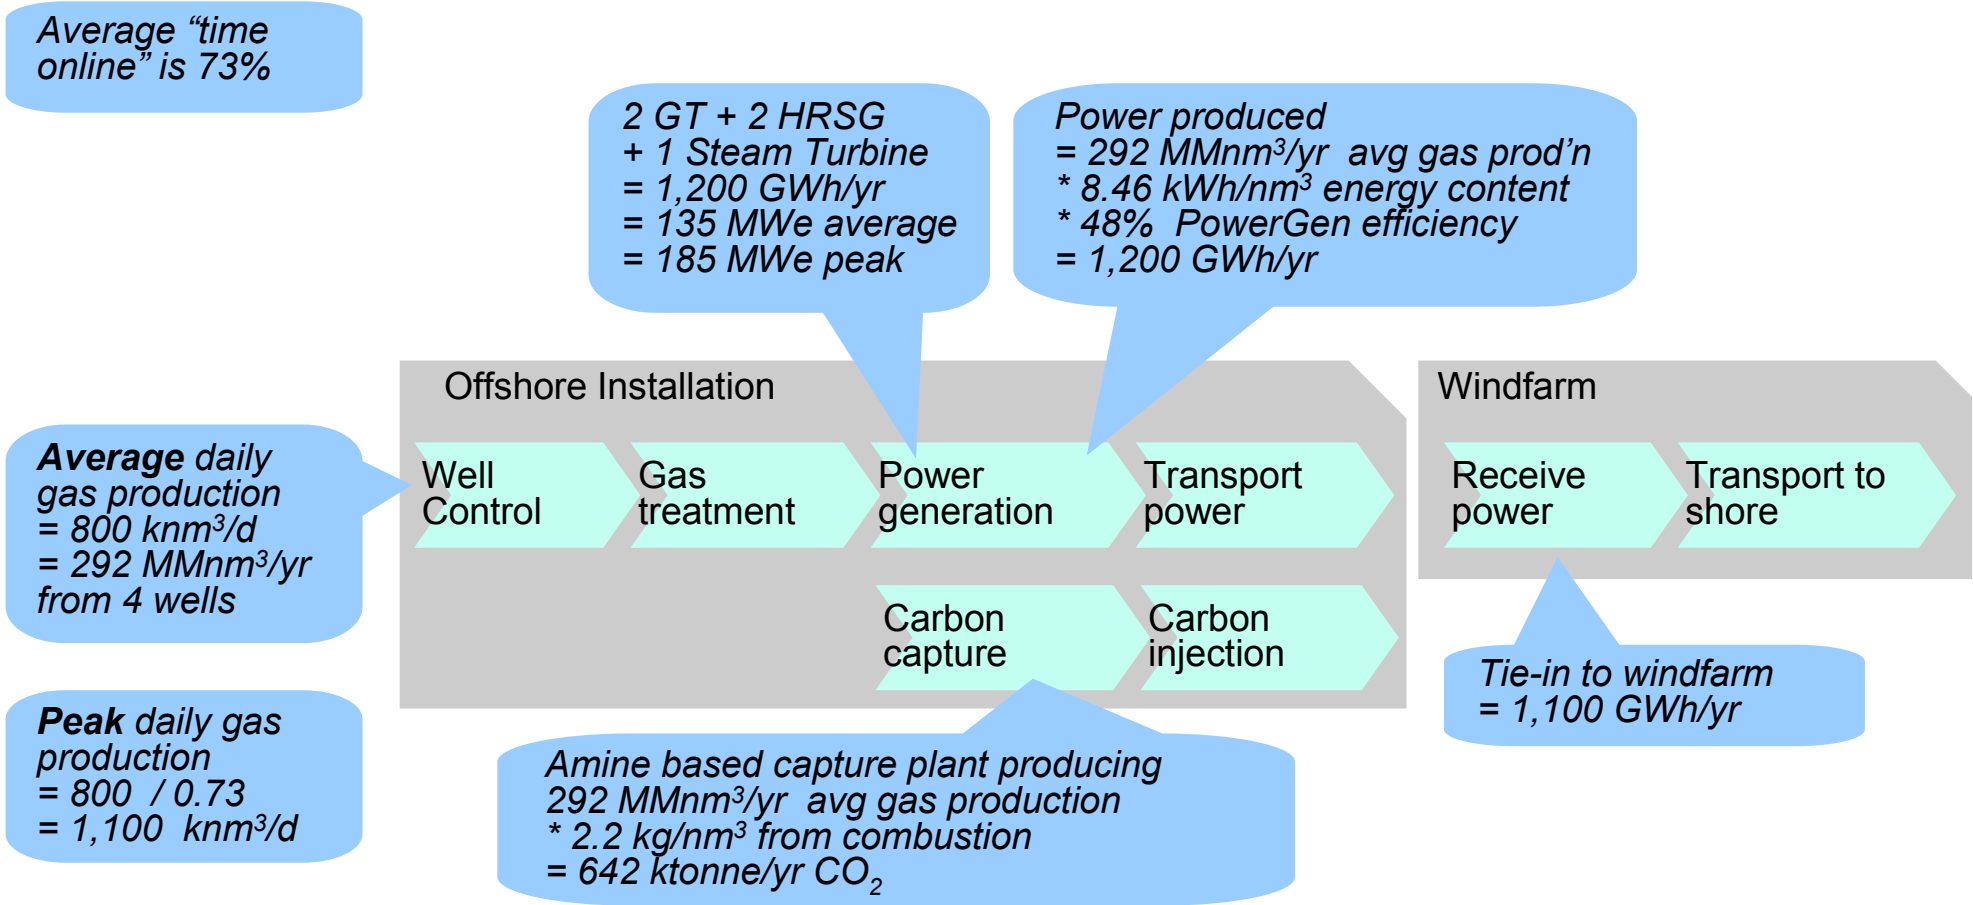 Average “time
online” is 73%
2 GT + 2 HRSG
+ 1 Steam Turbine
= 1,200 GWh/yr
= 135 MWe average
= 185 MWe peak
Power produced
= 292 MMnm³/yr avg gas prod’n
* 8.46 kWh/nm³ energy content
* 48% PowerGen efficiency
= 1,200 GWh/yr
Offshore Installation
Windfarm
Average daily
gas production
= 800 knm³/d
= 292 MMnm³/yr
from 4 wells
Well
Control
Gas
treatment
Power
generation
Transport
power
Receive
power
Transport to
shore
Carbon
capture
Carbon
injection
Tie-in to windfarm
= 1,100 GWh/yr
Peak daily gas
production
= 800 / 0.73
= 1,100 knm³/d
Amine based capture plant producing
292 MMnm³/yr avg gas production
* 2.2 kg/nm³ from combustion
= 642 ktonne/yr CO₂